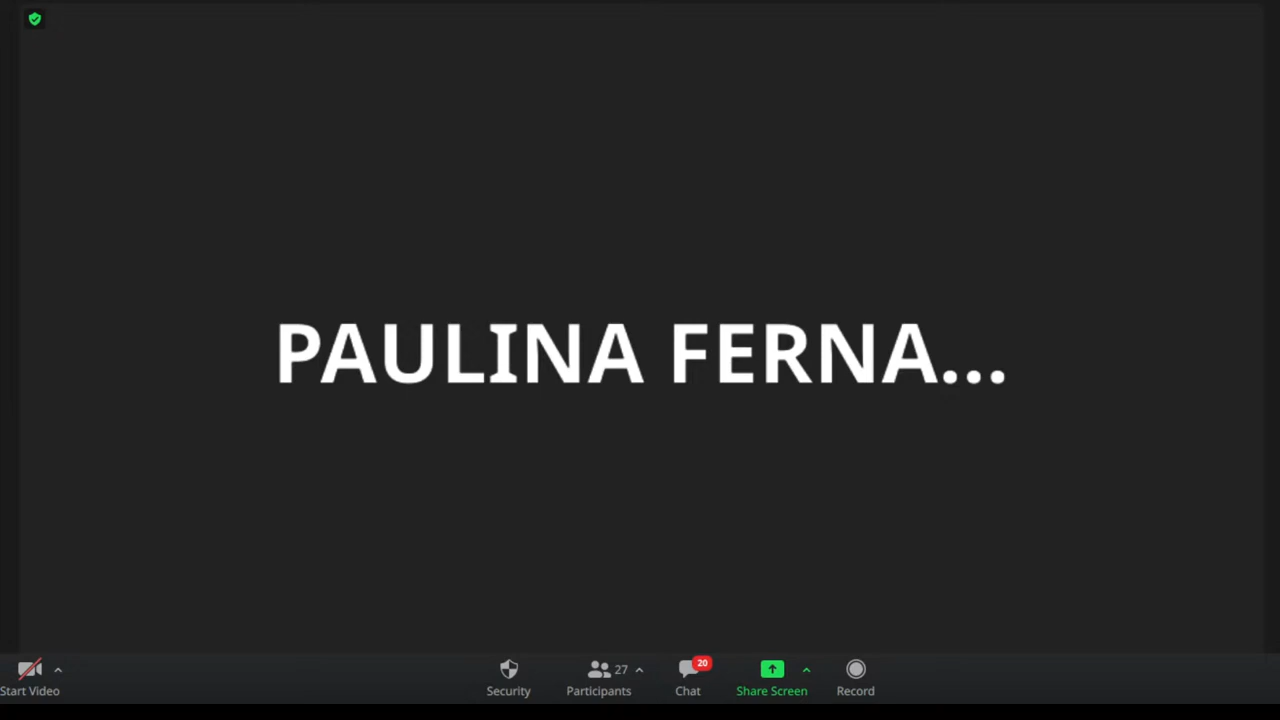 PAULINA FERNA...
27
20
Start Video
Security
Participants
Chat
Share Screen
Record